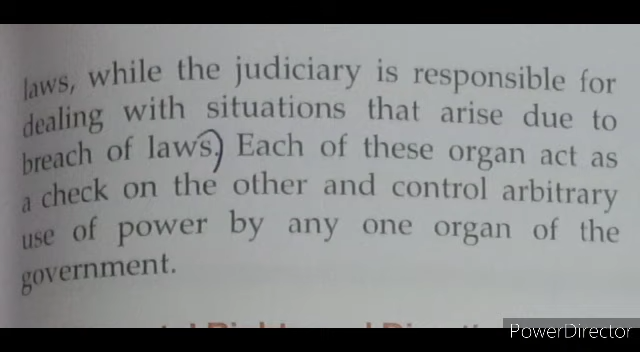 laws, while the judiciary is responsible for
dealing with situations that arise due to
breach of laws) Each of these organ act as
a check on the other and control arbitrary
use of power by any one organ of the
government.
PowerDirector